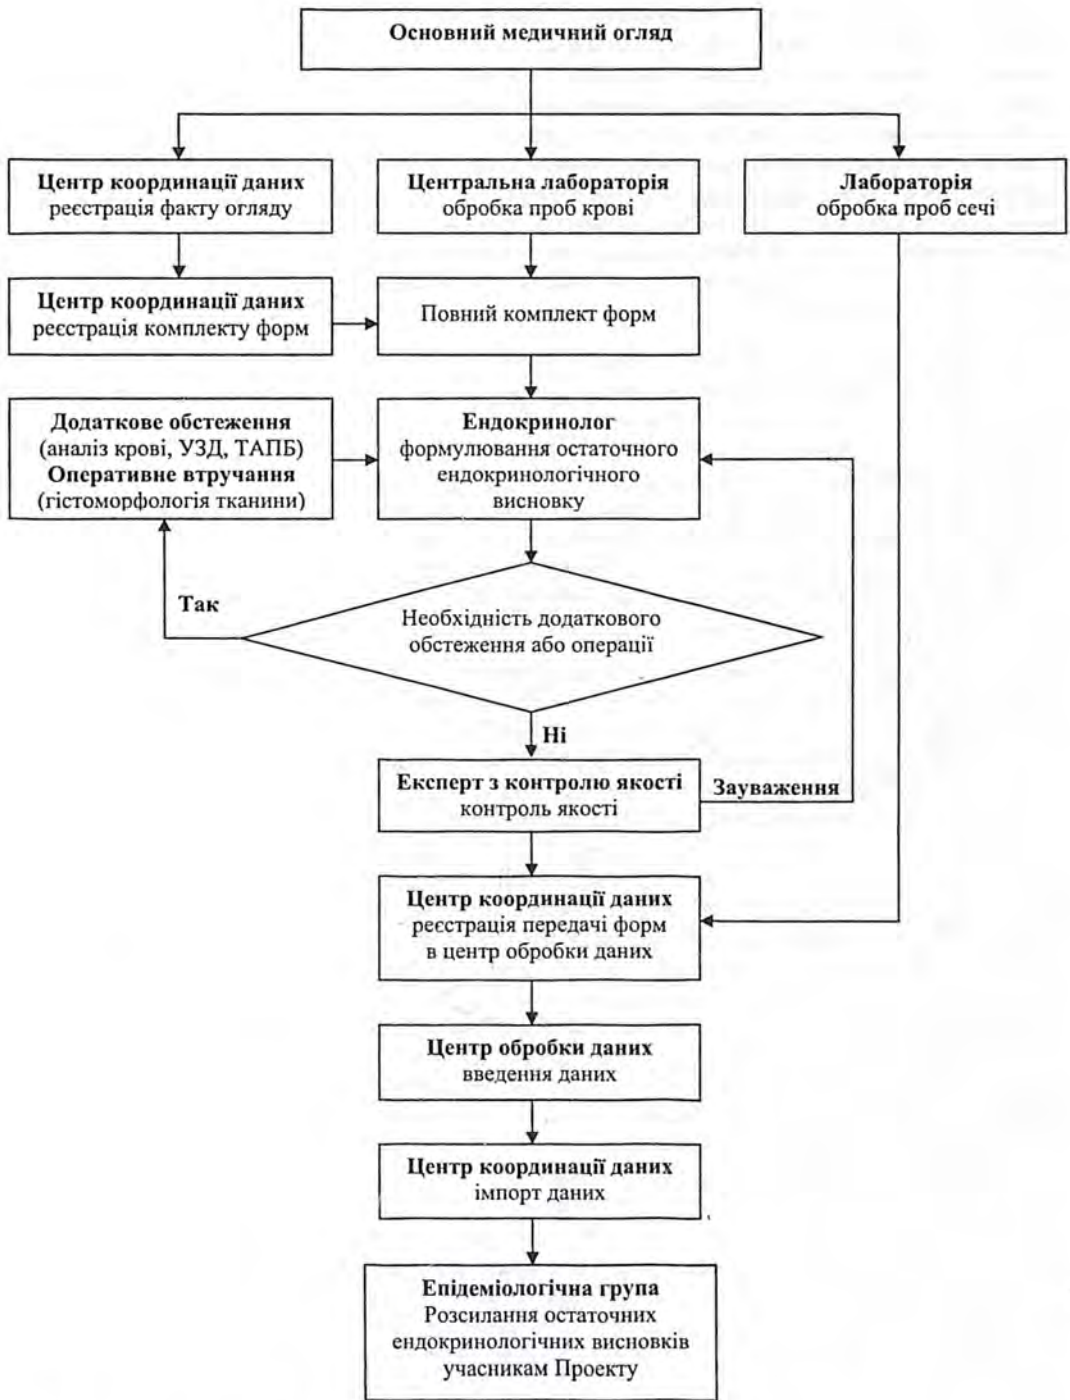 Основний медичний огляд
Центр координації даних
реєстрація факту огляду
Центральна лабораторія
обробка проб крові
Лабораторія
обробка проб сечі
Центр координації даних
реєстрація комплекту форм
Повний комплект форм
Додаткове обстеження
(аналіз крові, УЗД, ТАПБ)
Оперативне втручання
(гістоморфологія тканини)
Ендокринолог
формулювання остаточного
ендокринологічного
висновку
Так
Необхідність додаткового
обстеження або операції
Ні
Експерт з контролю якості
контроль якості
Зауваження
Центр координації даних
реєстрація передачі форм
в центр обробки даних
Центр обробки даних
введення даних
Центр координації даних
імпорт даних
Епідеміологічна група
Розсилання остаточних
ендокринологічних висновків
учасникам Проекту